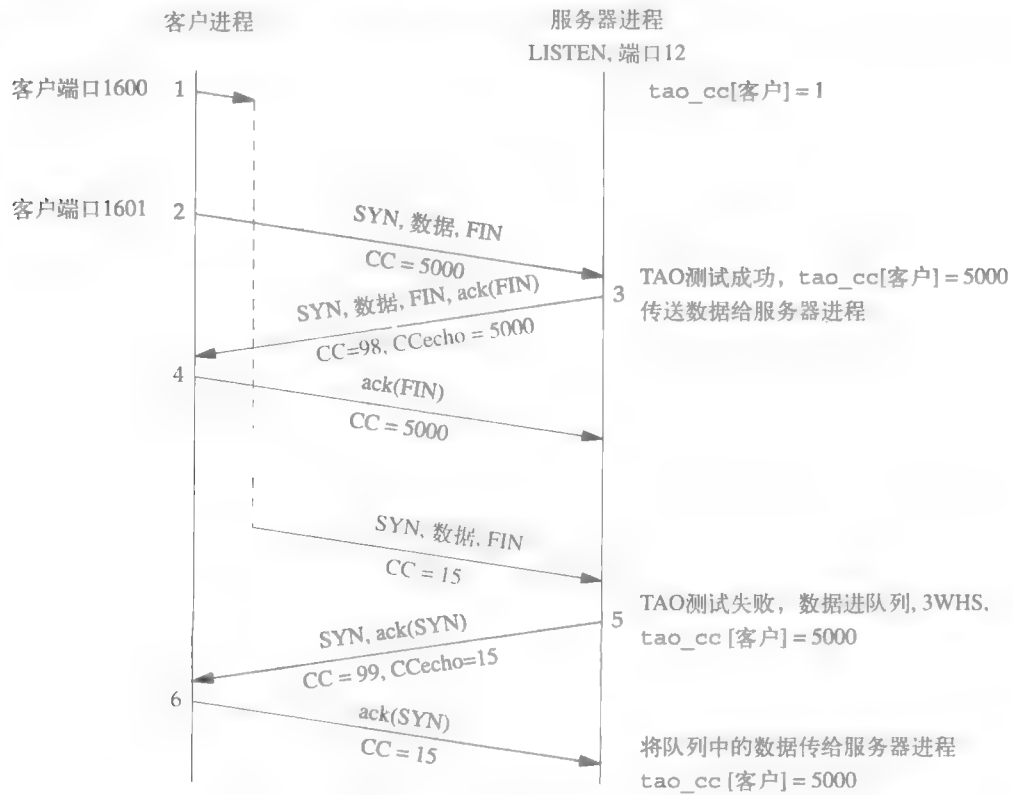 客户进程
服务器进程
LISTEN, 端口12
客户端口1600
1
tao_cc[客户]=1
客户端口1601
2
SYN, 数据, FIN
CC = 5000
3
TAO测试成功，tao_cc[客户]=5000
传送数据给服务器进程
SYN, 数据, FIN, ack(FIN)
CC=98, CCecho = 5000
4
ack(FIN)
CC = 5000
SYN, 数据, FIN
CC = 15
5
TAO测试失败，数据进队列, 3WHS,
tao_cc [客户]=5000
SYN, ack(SYN)
CC = 99, CCecho=15
6
ack(SYN)
CC = 15
将队列中的数据传给服务器进程
tao_cc [客户]=5000